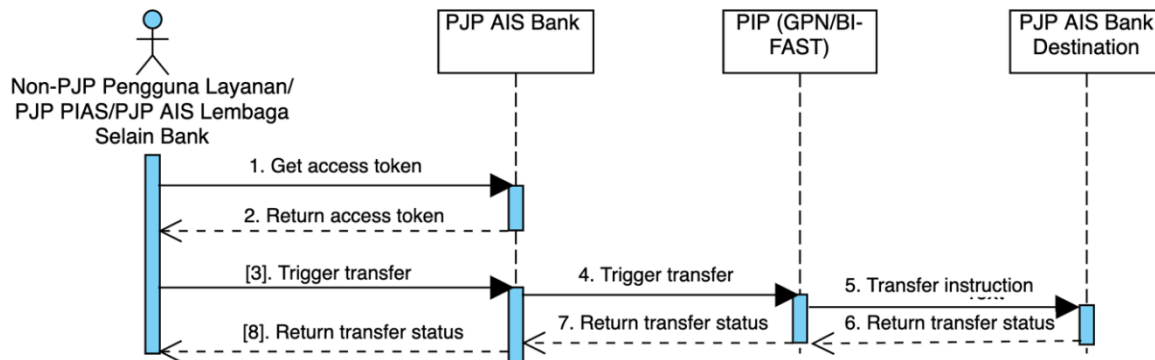 PJP AIS Bank
PIP (GPN/BI-
FAST)
PJP AIS Bank
Destination
Non-PJP Pengguna Layanan/
PJP PIAS/PJP AIS Lembaga
Selain Bank
1. Get access token
2. Return access token
[3]. Trigger transfer
4. Trigger transfer
5. Transfer instruction
6. Return transfer status
7. Return transfer status
[8]. Return transfer status